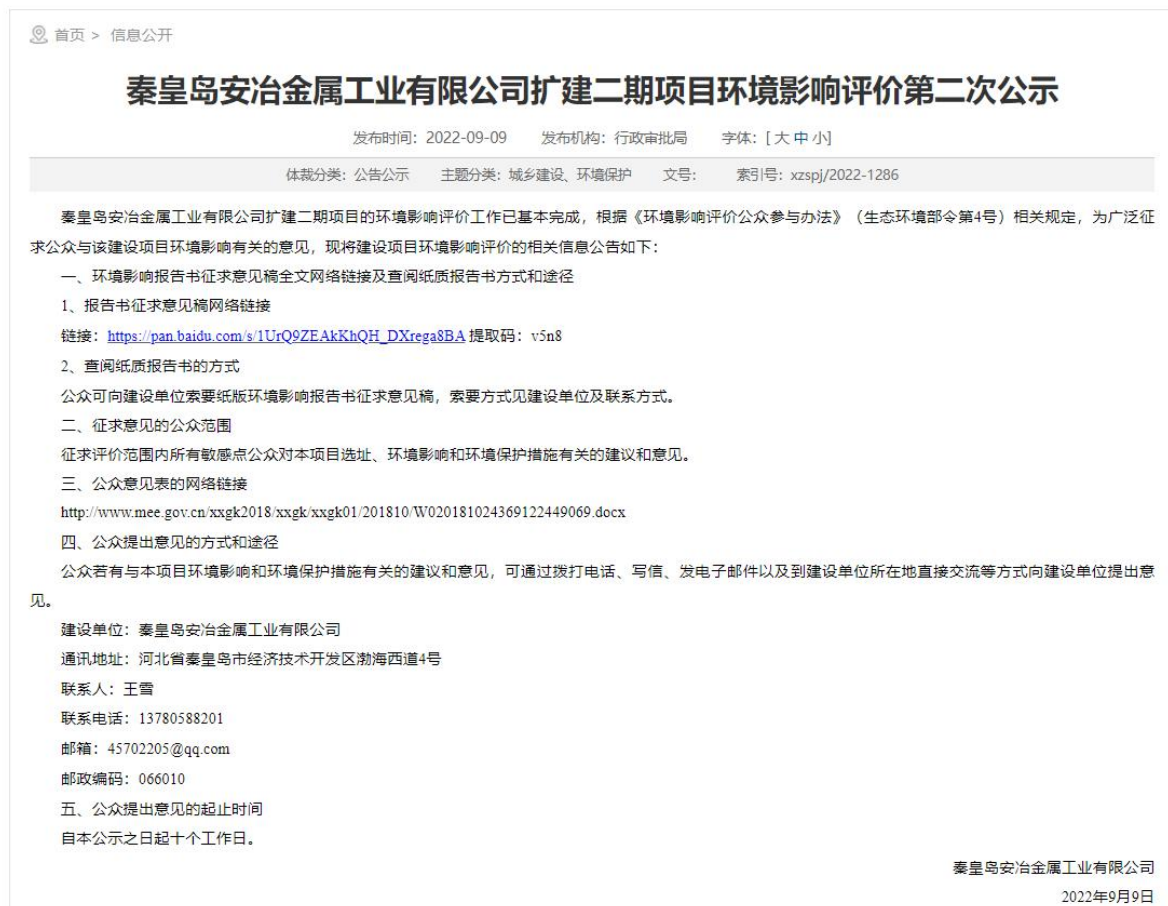 首页 > 信息公开
秦皇岛安冶金属工业有限公司扩建二期项目环境影响评价第二次公示
发布时间：2022-09-09 发布机构：行政审批局 字体：[ 大 中 小]
体裁分类：公告公示 主题分类：城乡建设、环境保护 文号： 索引号：xzspj/2022-1286
秦皇岛安冶金属工业有限公司扩建二期项目的环境影响评价工作已基本完成，根据《环境影响评价公众参与办法》（生态环境部令第4号）相关规定，为广泛征
求公众与该建设项目环境影响有关的意见，现将建设项目环境影响评价的相关信息公告如下：
一、环境影响报告书征求意见稿全文网络链接及查阅纸质报告书方式和途径
1、报告书征求意见稿网络链接
链接：https://pan.baidu.com/s/1UrQ9ZEAkKhQH_DXrega8BA 提取码：v5n8
2、查阅纸质报告书的方式
公众可向建设单位索要纸版环境影响报告书征求意见稿，索要方式见建设单位及联系方式。
二、征求意见的公众范围
征求评价范围内所有敏感点公众对本项目选址、环境影响和环境保护措施有关的建议和意见。
三、公众意见表的网络链接
http://www.mee.gov.cn/xxgk2018/xxgk/xxgk01/201810/W020181024369122449069.docx
四、公众提出意见的方式和途径
公众若有与本项目环境影响和环境保护措施有关的建议和意见，可通过拨打电话、写信、发电子邮件以及到建设单位所在地直接交流等方式向建设单位提出意
见。
建设单位：秦皇岛安冶金属工业有限公司
通讯地址：河北省秦皇岛市经济技术开发区渤海西道4号
联系人：王雪
联系电话：13780588201
邮箱：45702205@qq.com
邮政编码：066010
五、公众提出意见的起止时间
自本公示之日起十个工作日。
秦皇岛安冶金属工业有限公司
2022年9月9日